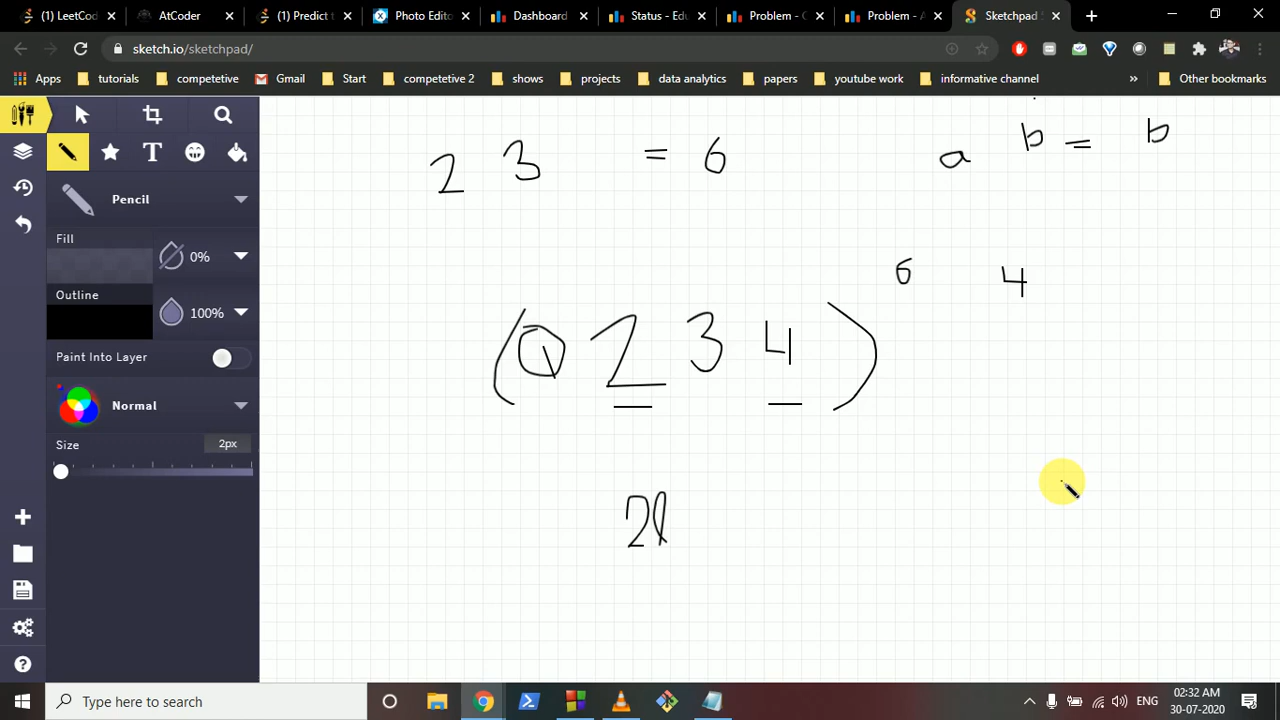 (1) LeetCod
AtCoder
(1) Predict t
Photo Edito
Dashboard
Status - Edu
Problem - C
Problem - A
Sketchpad
sketch.io/sketchpad/
Apps tutorials competetive Gmail Start competetive 2 shows projects data analytics papers youtube work informative channel » Other bookmarks
2 3 = 6
a b = b
Pencil
Fill
0%
6 4
Outline
100%
2 3 4
Paint Into Layer
Normal
Size 2px
Type here to search
ENG
02:32 AM
30-07-2020